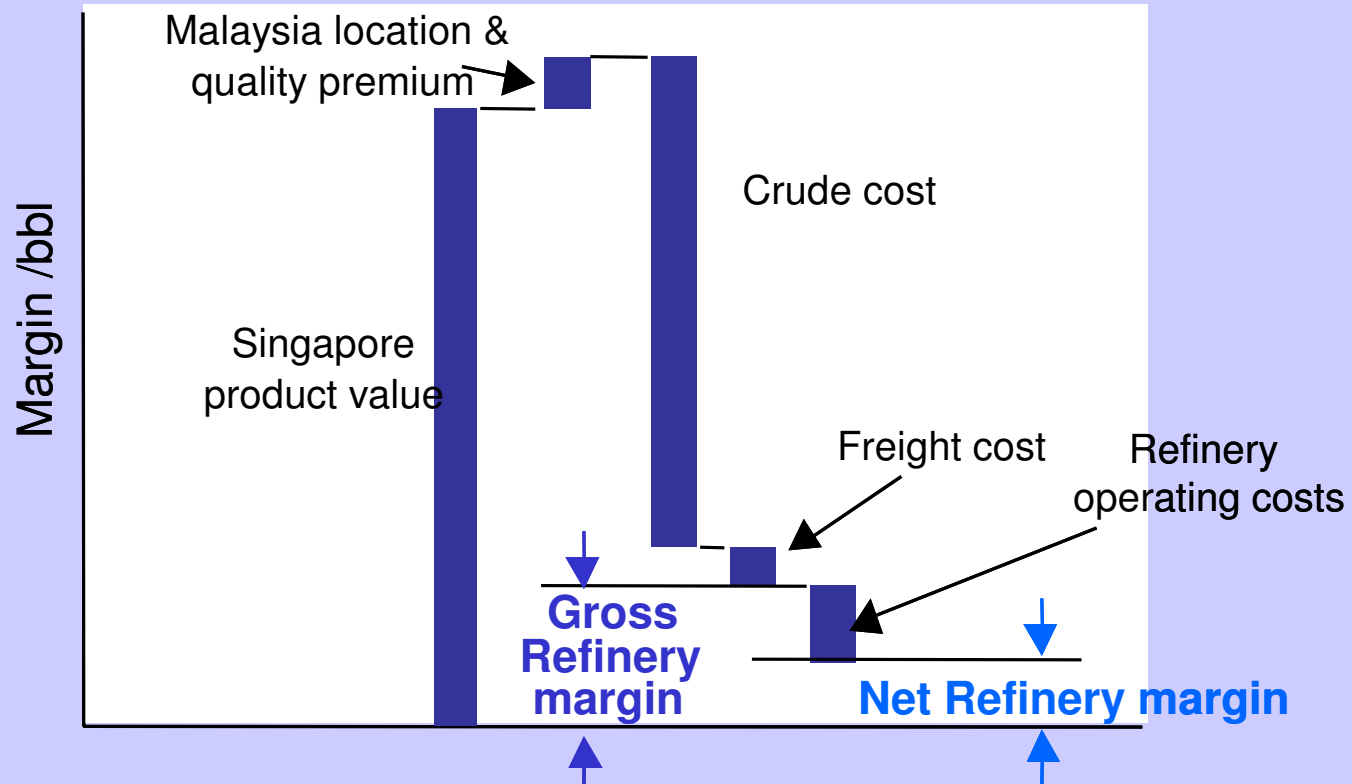 Malaysia location &
quality premium
Margin /bbl
Crude cost
Singapore
product value
Freight cost
Refinery
operating costs
Gross
Refinery
margin
Net Refinery margin